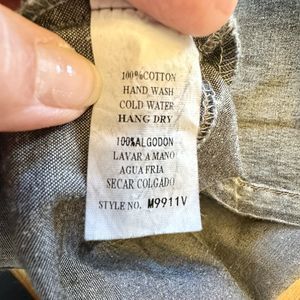 100%COTTON
HAND WASH
COLD WATER
HANG DRY
100%ALGODON
LAVAR A MANO
AGUA FRIA
SECAR COLGADO
STYLE NO. M9911V